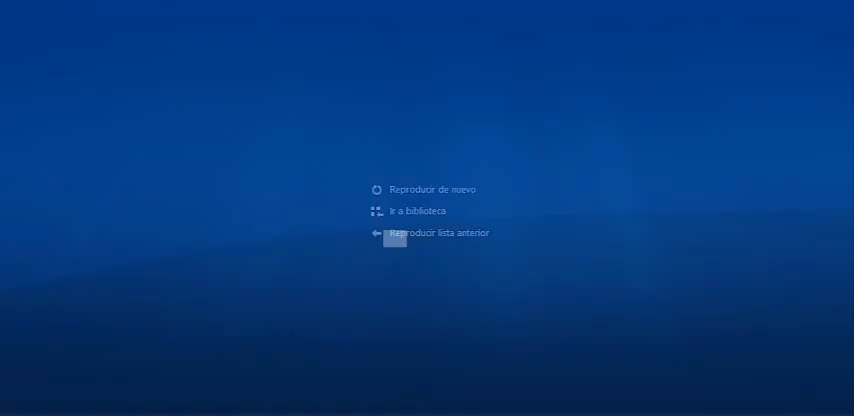 Reproducir de nuevo
Ir a biblioteca
Reproducir lista anterior